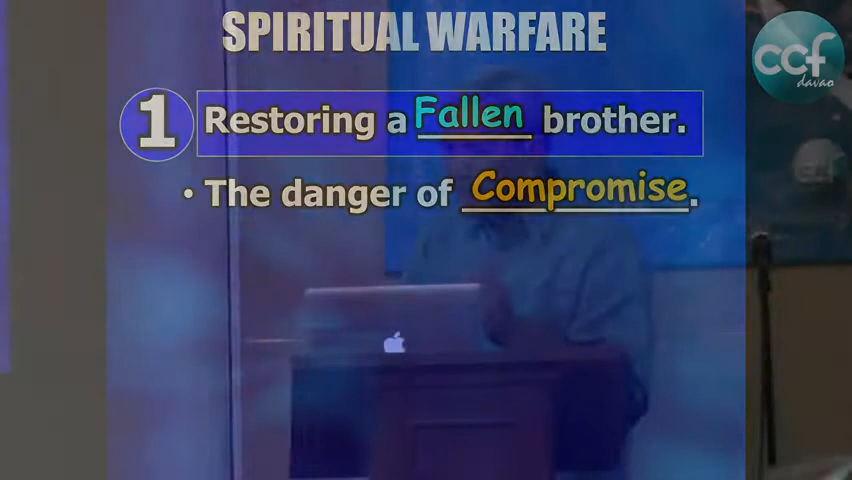 SPIRITUAL WARFARE
ccf
davao
1 Restoring a Fallen brother.
• The danger of Compromise.